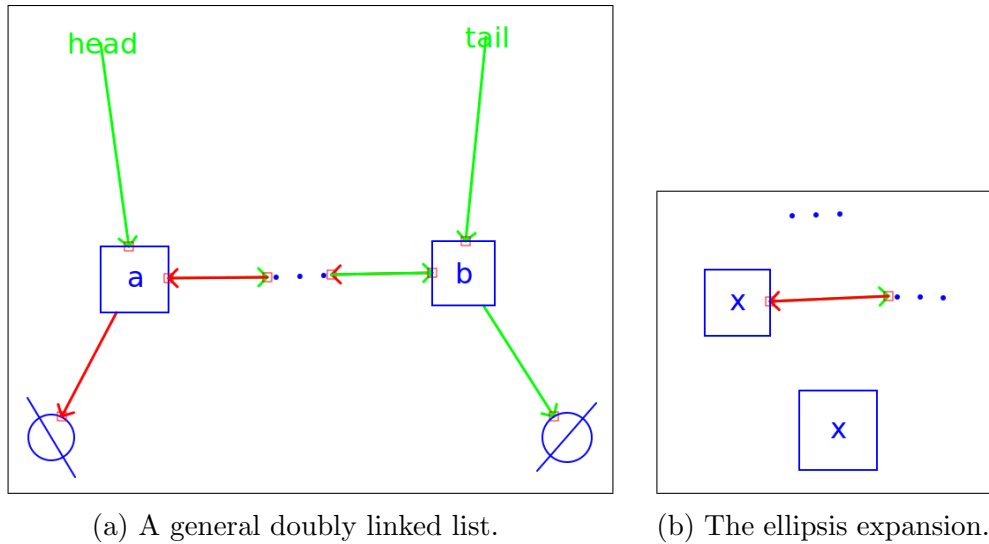 head
tail
a
b
x
x
(a) A general doubly linked list.
(b) The ellipsis expansion.